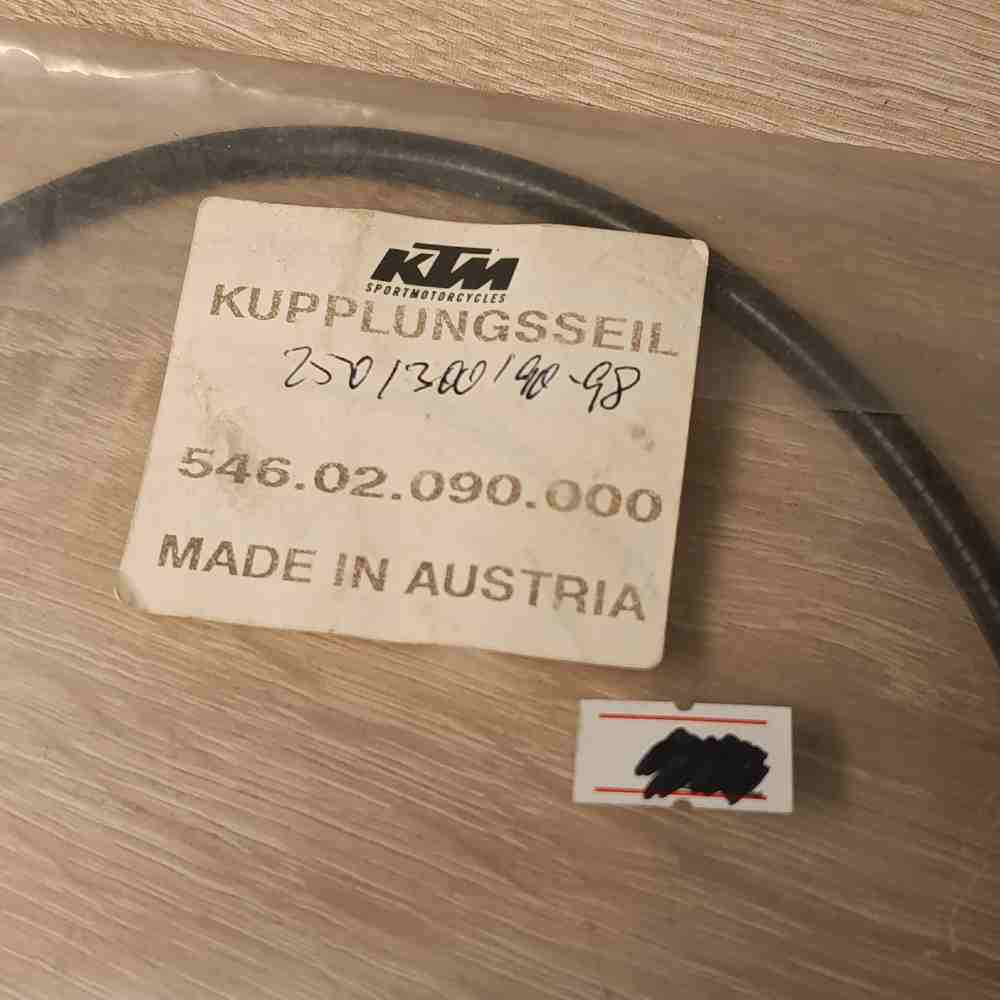 KTM
SPORTMOTORCYCLES
KUPPLUNGSSEIL
250/300/90-98
546.02.090.000
MADE IN AUSTRIA